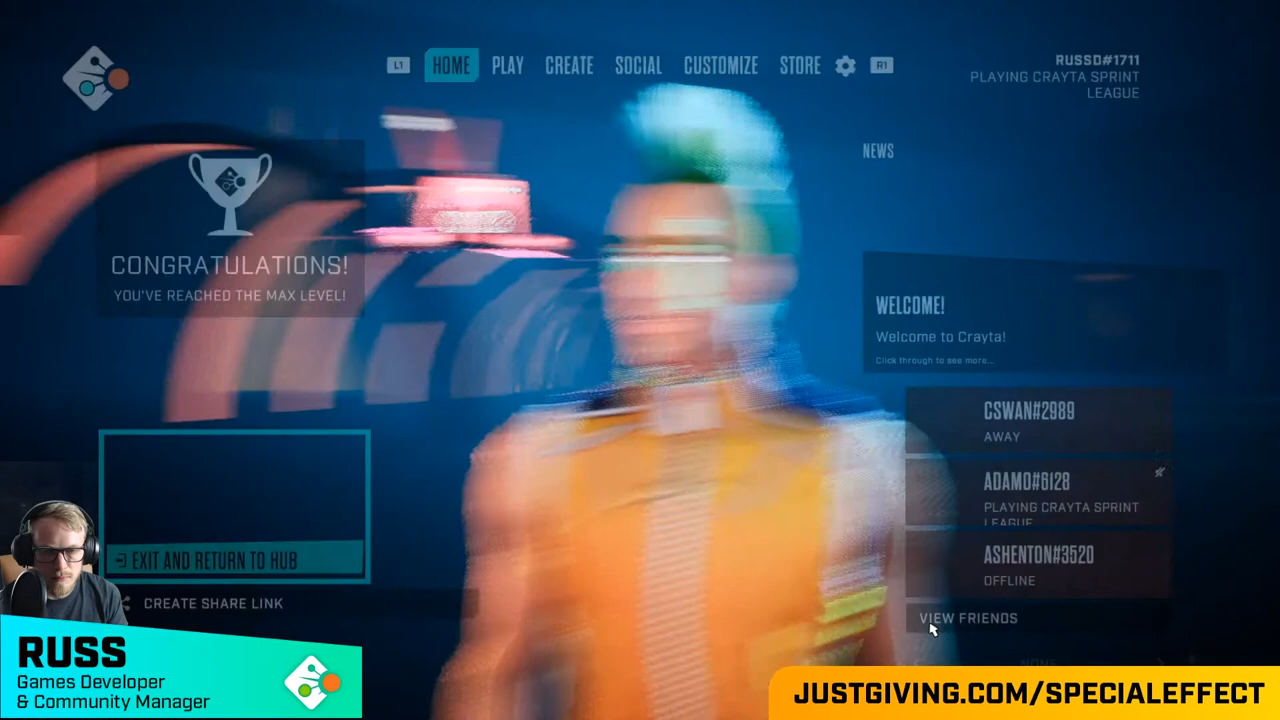 L1
HOME
PLAY
CREATE
SOCIAL
CUSTOMIZE
STORE
R1
RUSSD#1711
PLAYING CRAYTA SPRINT
LEAGUE
NEWS
CONGRATULATIONS!
YOU'VE REACHED THE MAX LEVEL!
WELCOME!
Welcome to Crayta!
Click through to see more...
CSWAN#2989
AWAY
ADAMO#6128
PLAYING CRAYTA SPRINT
LEAGUE
ASHENTON#3520
OFFLINE
VIEW FRIENDS
EXIT AND RETURN TO HUB
CREATE SHARE LINK
RUSS
Games Developer
& Community Manager
JUSTGIVING.COM/SPECIALEFFECT